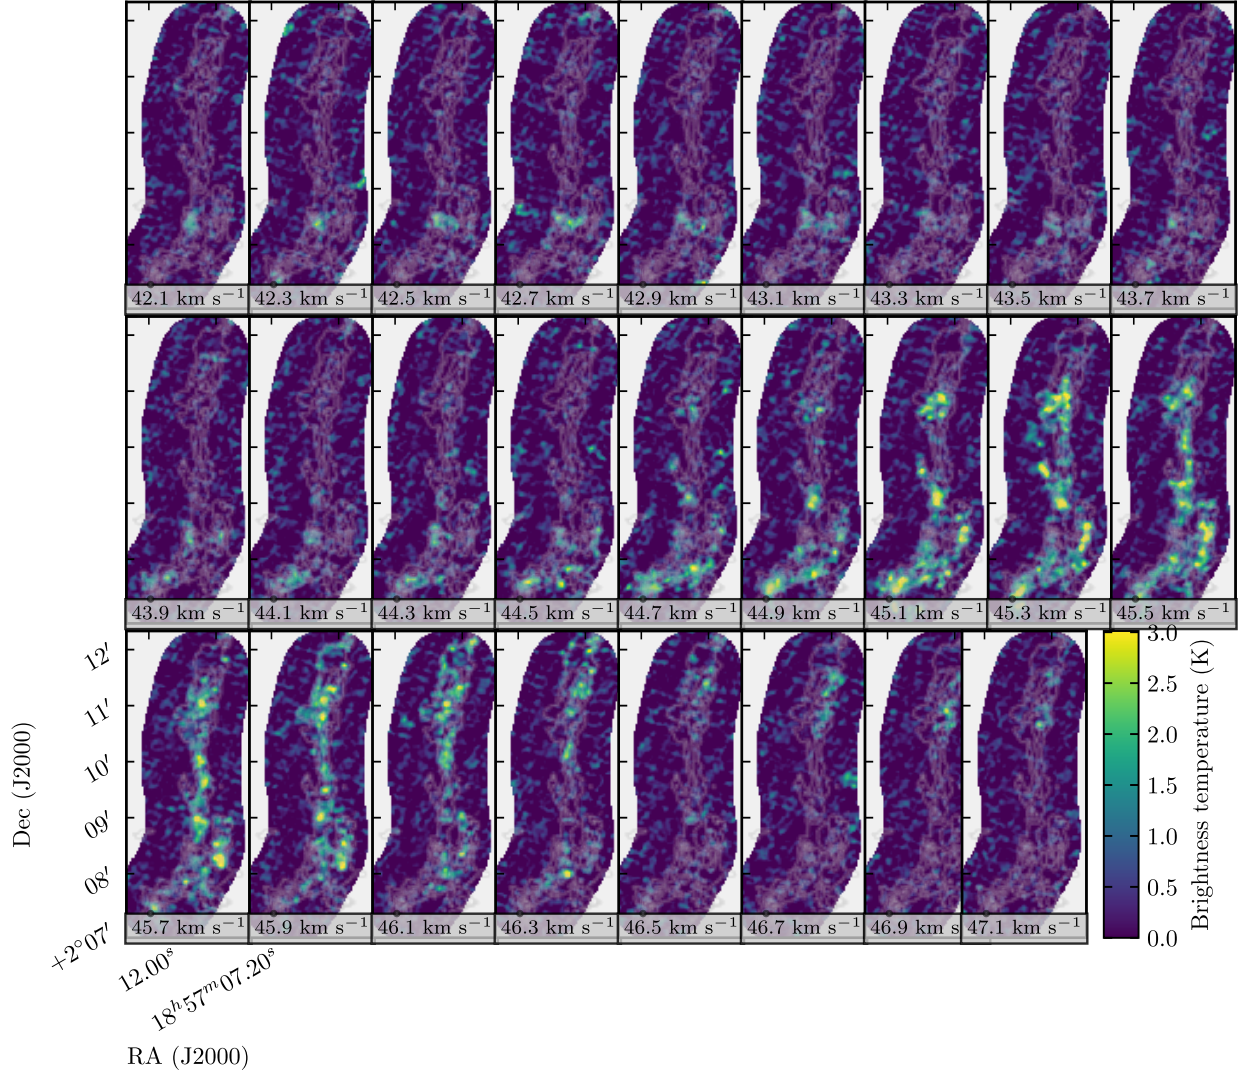 42.1 km s⁻¹ 42.3 km s⁻¹ 42.5 km s⁻¹ 42.7 km s⁻¹ 42.9 km s⁻¹ 43.1 km s⁻¹ 43.3 km s⁻¹ 43.5 km s⁻¹ 43.7 km s⁻¹
43.9 km s⁻¹ 44.1 km s⁻¹ 44.3 km s⁻¹ 44.5 km s⁻¹ 44.7 km s⁻¹ 44.9 km s⁻¹ 45.1 km s⁻¹ 45.3 km s⁻¹ 45.5 km s⁻¹
45.7 km s⁻¹ 45.9 km s⁻¹ 46.1 km s⁻¹ 46.3 km s⁻¹ 46.5 km s⁻¹ 46.7 km s⁻¹ 46.9 km s⁻¹ 47.1 km s⁻¹
12′
11′
10′
09′
08′
+2°07′
Dec (J2000)
12.00ˢ
18ʰ57ᵐ07.20ˢ
RA (J2000)
3.0
2.5
2.0
1.5
1.0
0.5
0.0
Brightness temperature (K)